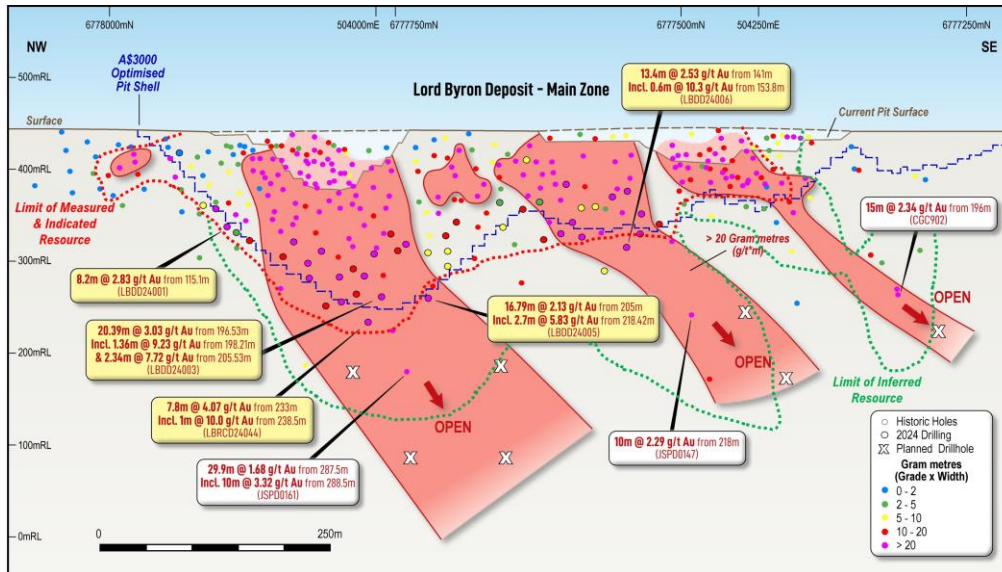 6778000mN
504000mE
6777750mN
6777500mN
504250mE
6777250mN
NW
SE
A$3000
Optimised
Pit Shell
500mRL
Lord Byron Deposit - Main Zone
13.4m @ 2.53 g/t Au from 141m
Incl. 0.6m @ 10.3 g/t Au from 153.8m
(LBDD24006)
Surface
Current Pit Surface
400mRL
Limit of Measured
& Indicated
Resource
15m @ 2.34 g/t Au from 196m
(CGC902)
> 20 Gram metres
(g/t*m)
300mRL
8.2m @ 2.83 g/t Au from 115.1m
(LBDD24001)
OPEN
16.79m @ 2.13 g/t Au from 205m
Incl. 2.7m @ 5.83 g/t Au from 218.42m
(LBDD24005)
20.39m @ 3.03 g/t Au from 196.53m
Incl. 1.36m @ 9.23 g/t Au from 198.21m
& 2.34m @ 7.72 g/t Au from 205.53m
(LBDD24003)
200mRL
OPEN
Limit of Inferred
Resource
7.8m @ 4.07 g/t Au from 233m
Incl. 1m @ 10.0 g/t Au from 238.5m
(LBRCD24044)
OPEN
10m @ 2.29 g/t Au from 218m
(JSPD0147)
100mRL
29.9m @ 1.68 g/t Au from 287.5m
Incl. 10m @ 3.32 g/t Au from 288.5m
(JSPD0161)
Historic Holes
2024 Drilling
X Planned Drillhole
Gram metres
(Grade x Width)
0 - 2
2 - 5
5 - 10
10 - 20
> 20
0
250m
0mRL